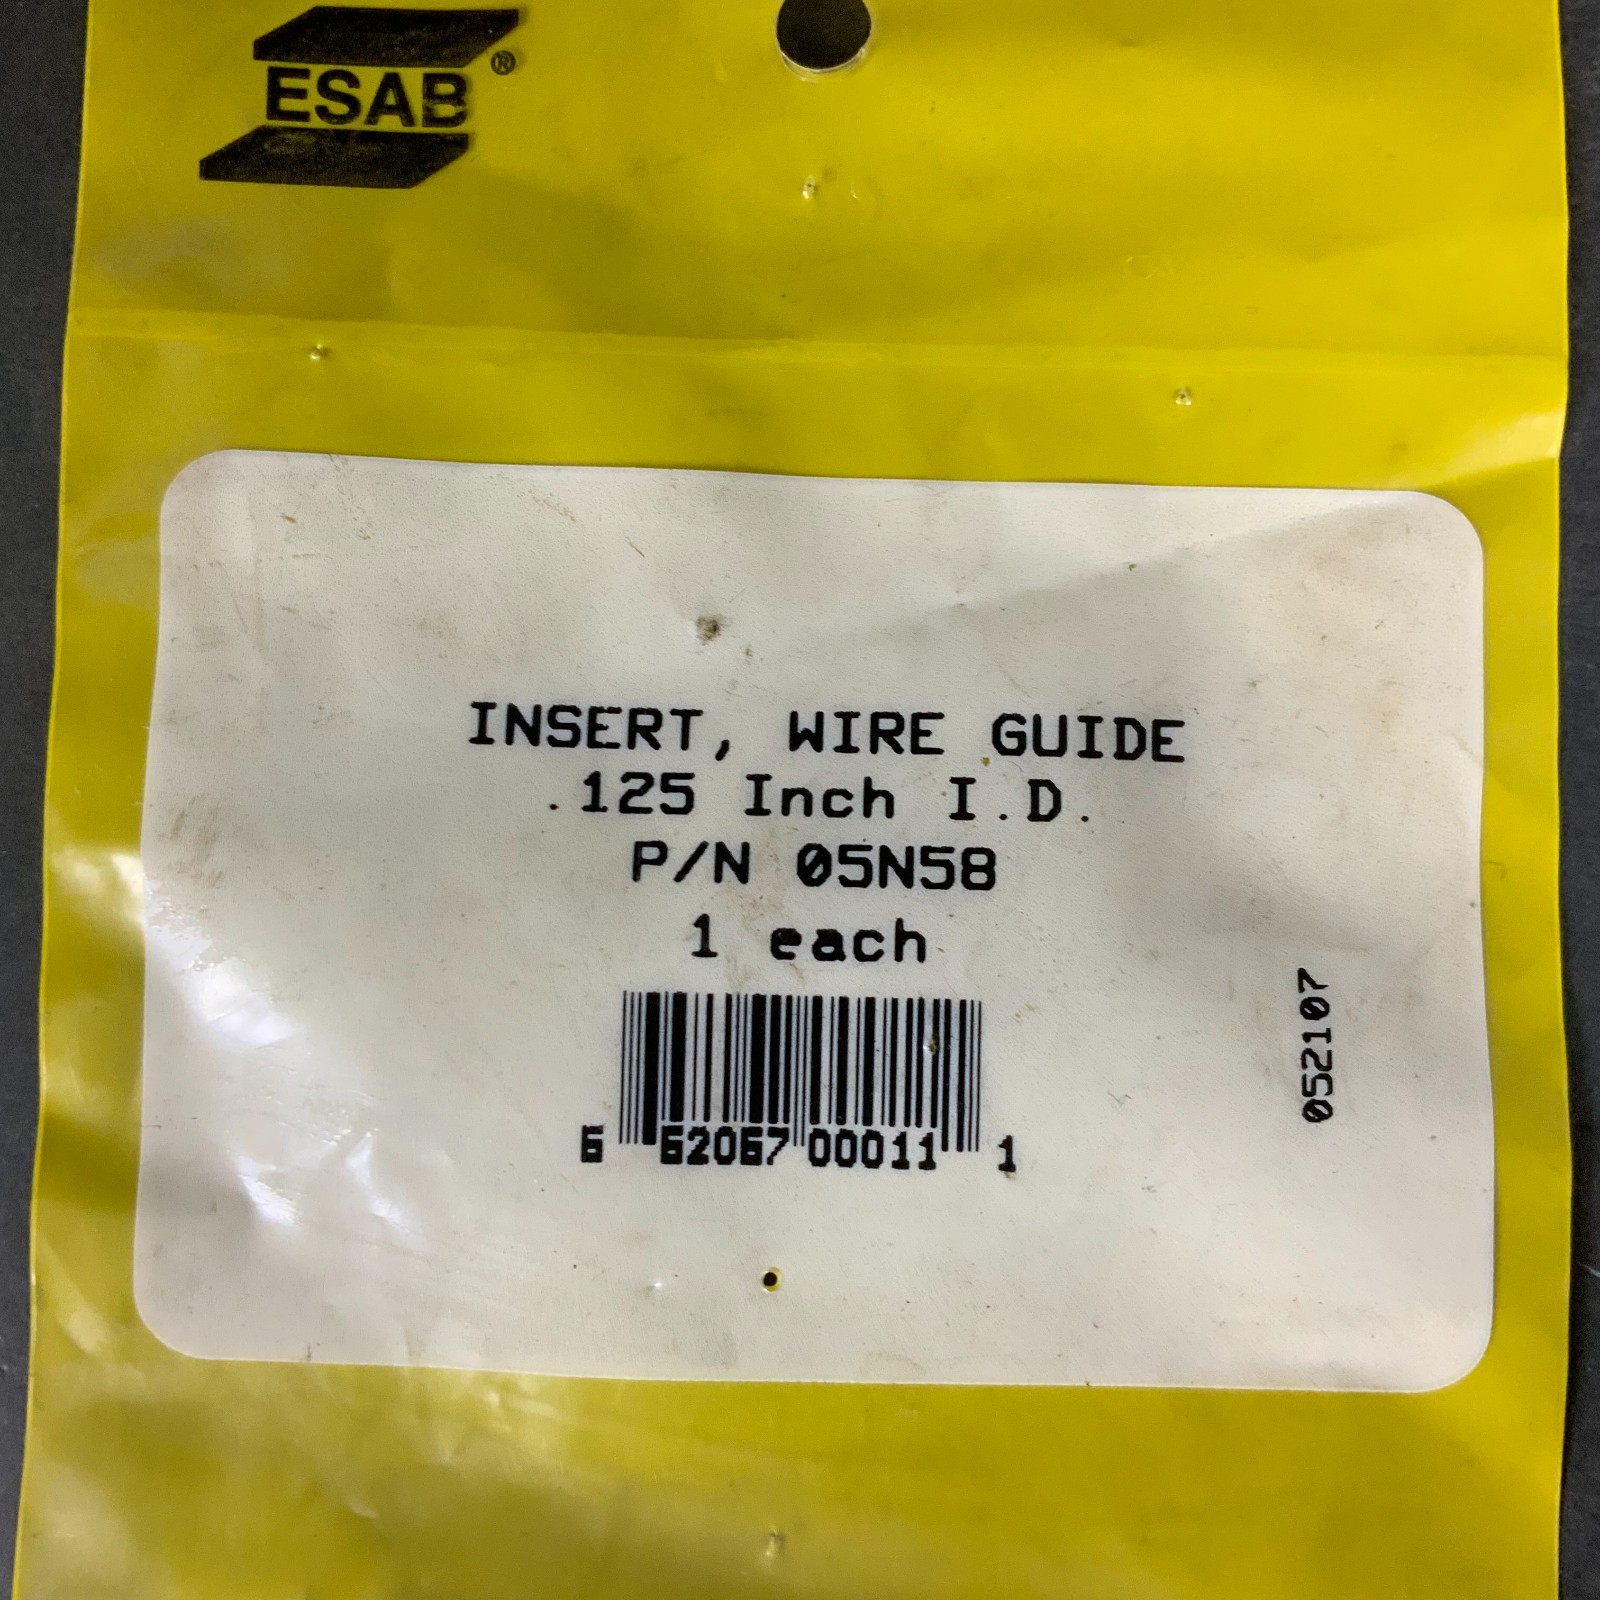 ESAB®
INSERT, WIRE GUIDE
.125 Inch I.D.
P/N 05N58
1 each
6 62067 00011 1
052107